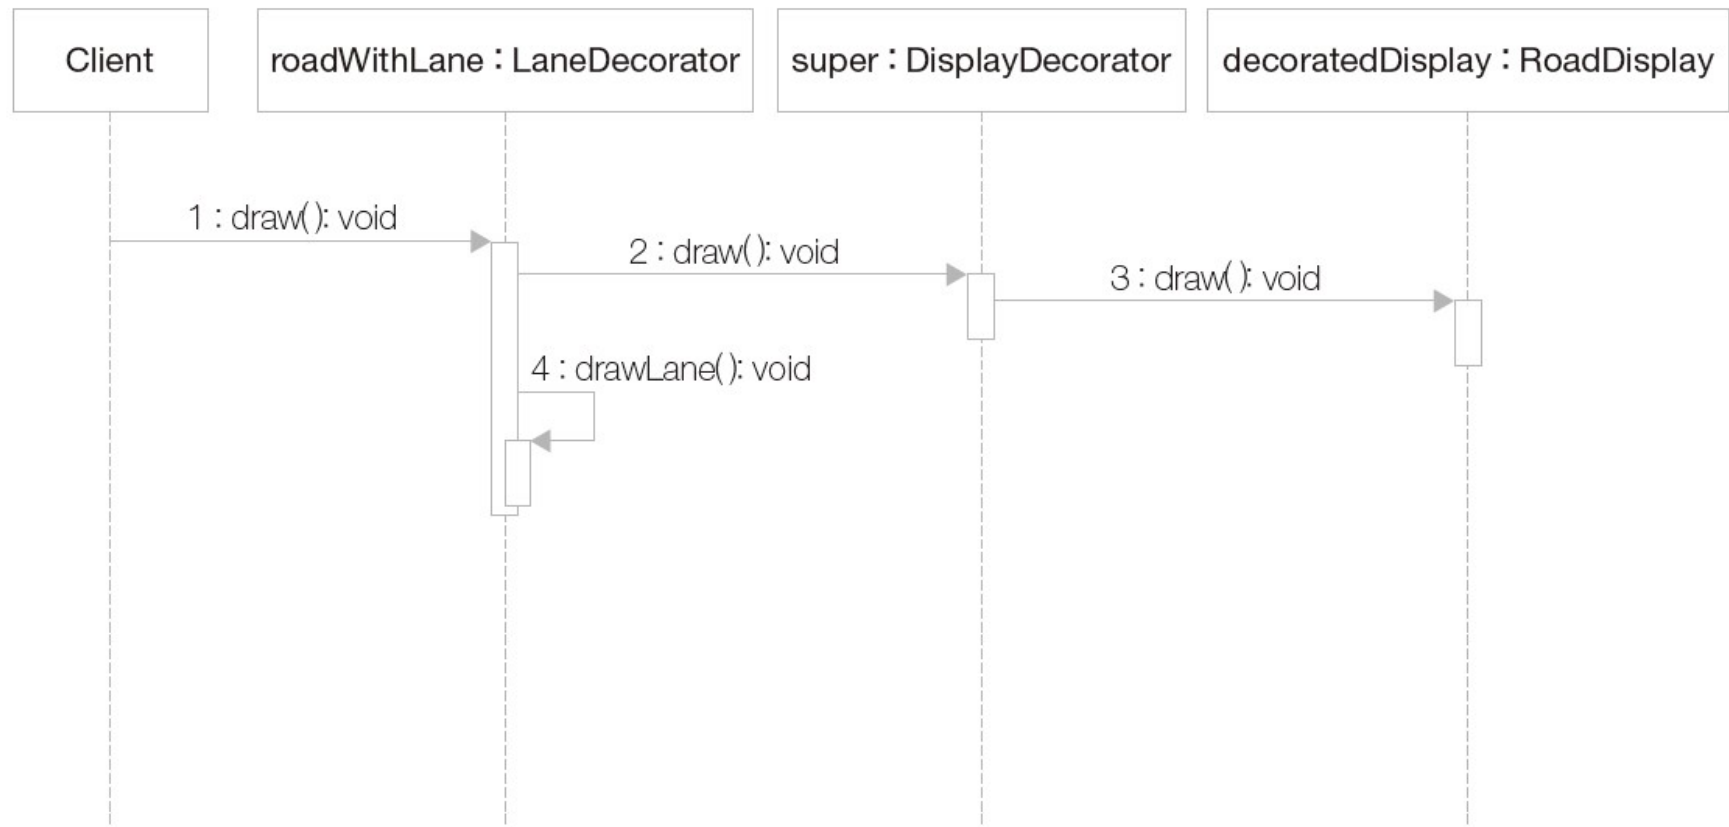 Client
roadWithLane : LaneDecorator
super : DisplayDecorator
decoratedDisplay : RoadDisplay
1 : draw(): void
2 : draw(): void
3 : draw(): void
4 : drawLane(): void